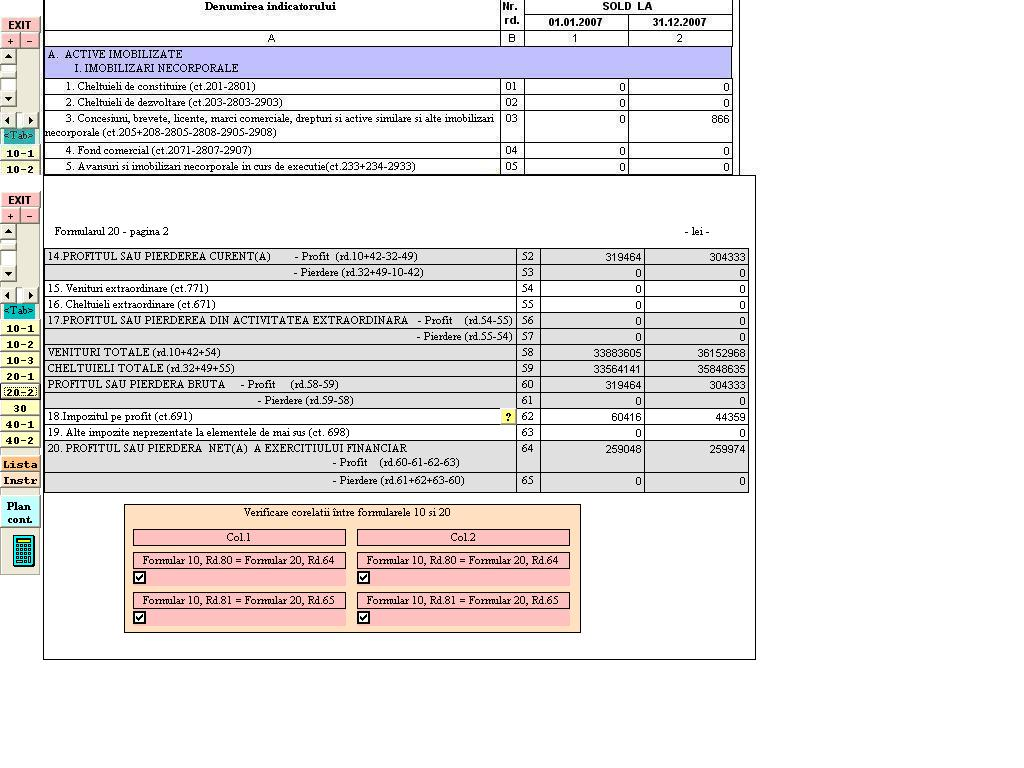 Denumirea indicatorului Nr. rd. SOLD LA
01.01.2007 31.12.2007
A B 1 2
A. ACTIVE IMOBILIZATE
I. IMOBILIZARI NECORPORALE
1. Cheltuieli de constituire (ct.201-2801) 01 0 0
2. Cheltuieli de dezvoltare (ct.203-2803-2903) 02 0 0
3. Concesiuni, brevete, licente, marci comerciale, drepturi si active similare si alte imobilizari 03 0 866
necorporale (ct.205+208-2805-2808-2905-2908)
4. Fond comercial (ct.2071-2807-2907) 04 0 0
5. Avansuri si imobilizari necorporale in curs de executie(ct.233+234-2933) 05 0 0
EXIT
+ -
<Tab>
10-1
10-2
EXIT
+ -
<Tab>
10-1
10-2
10-3
20-1
20-2
30
40-1
40-2
Lista
Instr
Plan
cont.
Formularul 20 - pagina 2 - lei -
14.PROFITUL SAU PIERDEREA CURENT(A) - Profit (rd.10+42-32-49) 52 319464 304333
- Pierdere (rd.32+49-10-42) 53 0 0
15. Venituri extraordinare (ct.771) 54 0 0
16. Cheltuieli extraordinare (ct.671) 55 0 0
17.PROFITUL SAU PIERDEREA DIN ACTIVITATEA EXTRAORDINARA - Profit (rd.54-55) 56 0 0
- Pierdere (rd.55-54) 57 0 0
VENITURI TOTALE (rd.10+42+54) 58 33883605 36152968
CHELTUIELI TOTALE (rd.32+49+55) 59 33564141 35848635
PROFITUL SAU PIERDERA BRUTA - Profit (rd.58-59) 60 319464 304333
- Pierdere (rd.59-58) 61 0 0
18.Impozitul pe profit (ct.691) ? 62 60416 44359
19. Alte impozite neprezentate la elementele de mai sus (ct. 698) 63 0 0
20. PROFITUL SAU PIERDERA NET(A) A EXERCITIULUI FINANCIAR 64 259048 259974
- Profit (rd.60-61-62-63)
- Pierdere (rd.61+62+63-60) 65 0 0
Verificare corelatii între formularele 10 si 20
Col.1 Col.2
Formular 10, Rd.80 = Formular 20, Rd.64 Formular 10, Rd.80 = Formular 20, Rd.64
Formular 10, Rd.81 = Formular 20, Rd.65 Formular 10, Rd.81 = Formular 20, Rd.65